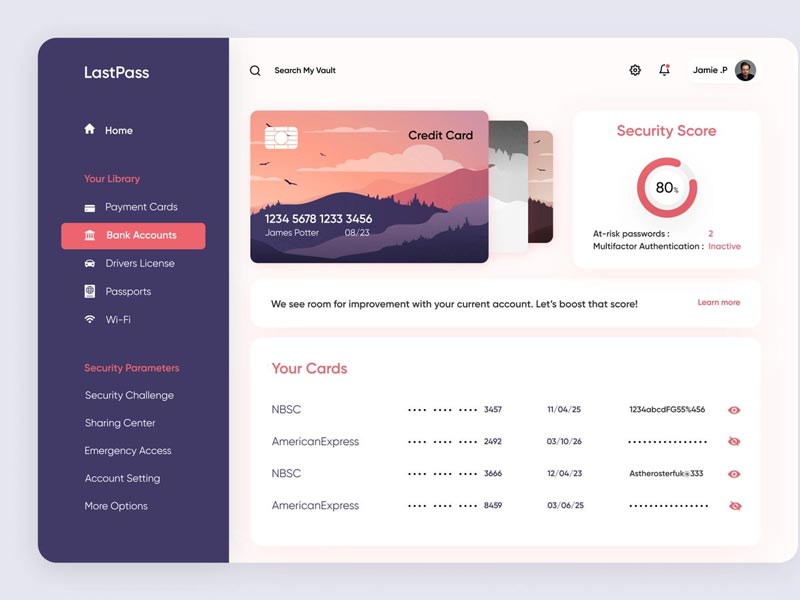 LastPass
Home
Your Library
Payment Cards
Bank Accounts
Drivers License
Passports
Wi-Fi
Security Parameters
Security Challenge
Sharing Center
Emergency Access
Account Setting
More Options
Search My Vault
Jamie .P
Credit Card
1234 5678 1233 3456
James Potter 08/23
Security Score
80%
At-risk passwords : 2
Multifactor Authentication : Inactive
We see room for improvement with your current account. Let’s boost that score! Learn more
Your Cards
NBSC •••• •••• •••• 3457 11/04/25 1234abcdFG55%456
AmericanExpress •••• •••• •••• 2492 03/10/26 ••••••••••••••••
NBSC •••• •••• •••• 3666 12/04/23 Astherosterfuk@333
AmericanExpress •••• •••• •••• 8459 03/06/25 ••••••••••••••••